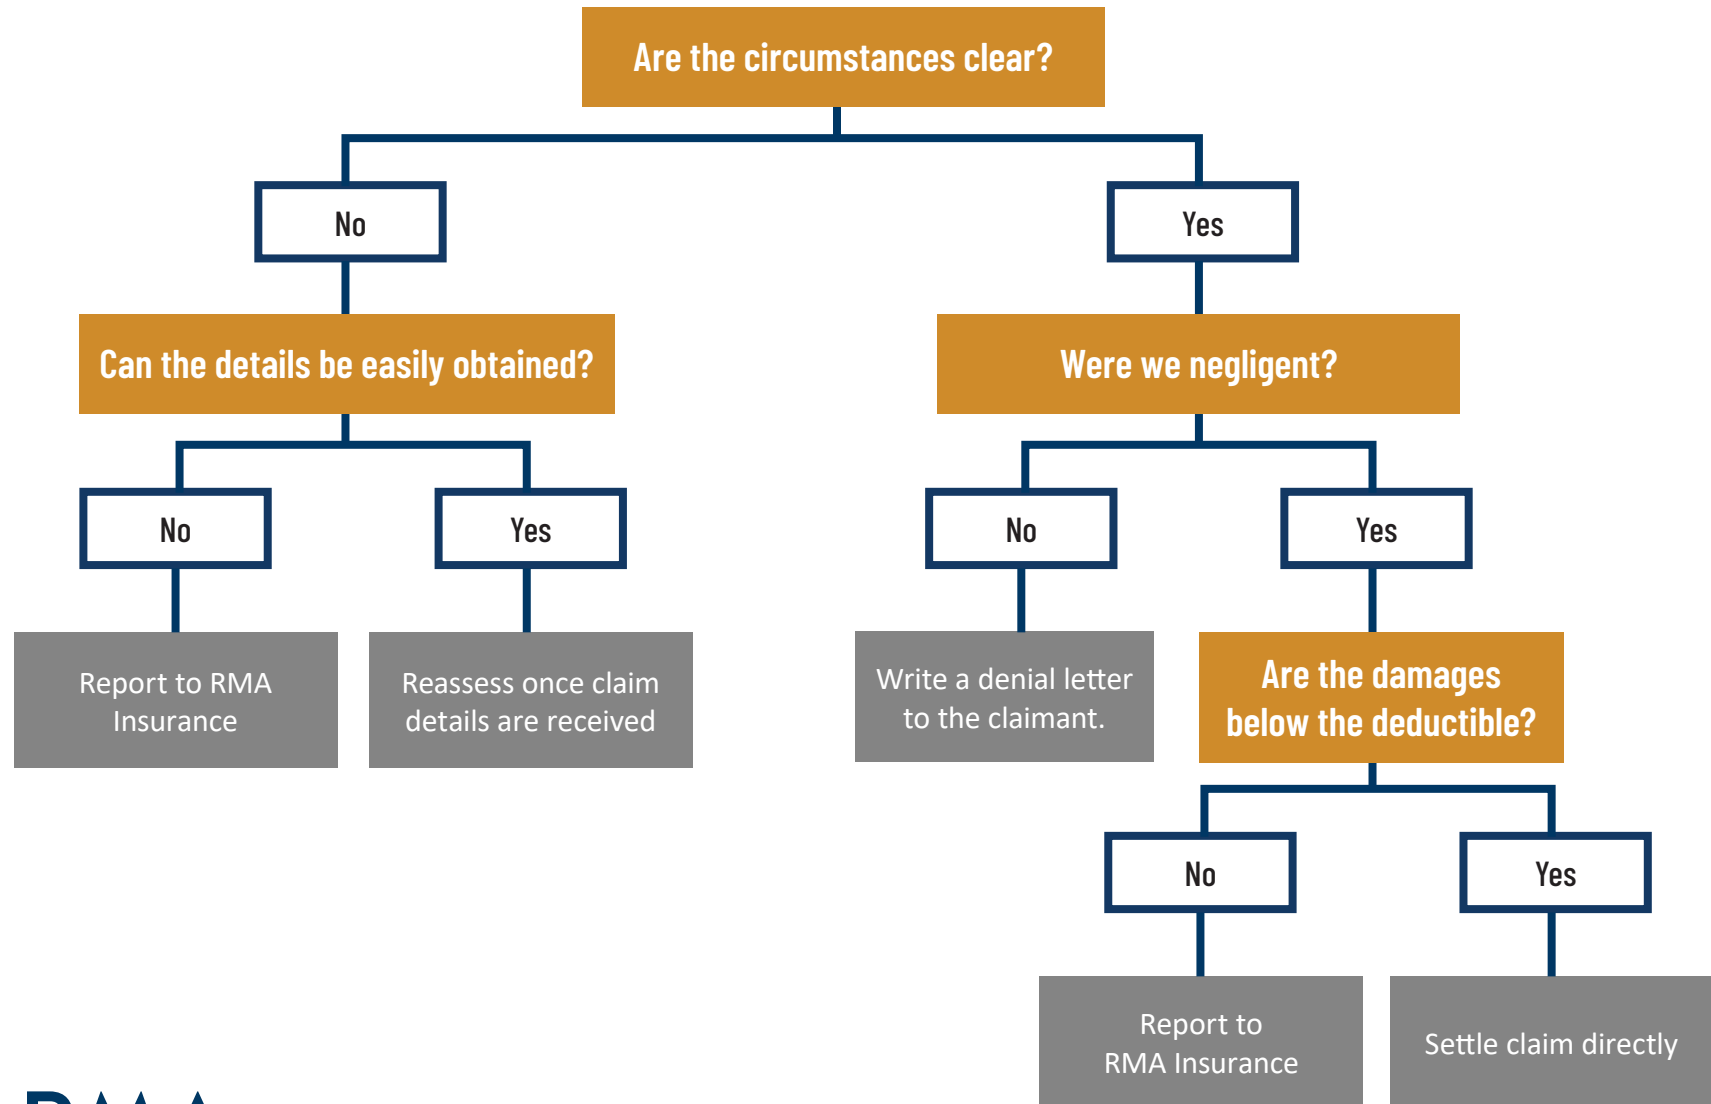 Are the circumstances clear?
No
Yes
Can the details be easily obtained?
Were we negligent?
No
Yes
No
Yes
Report to RMA
Insurance
Reassess once claim
details are received
Write a denial letter
to the claimant.
Are the damages
below the deductible?
No
Yes
Report to
RMA Insurance
Settle claim directly